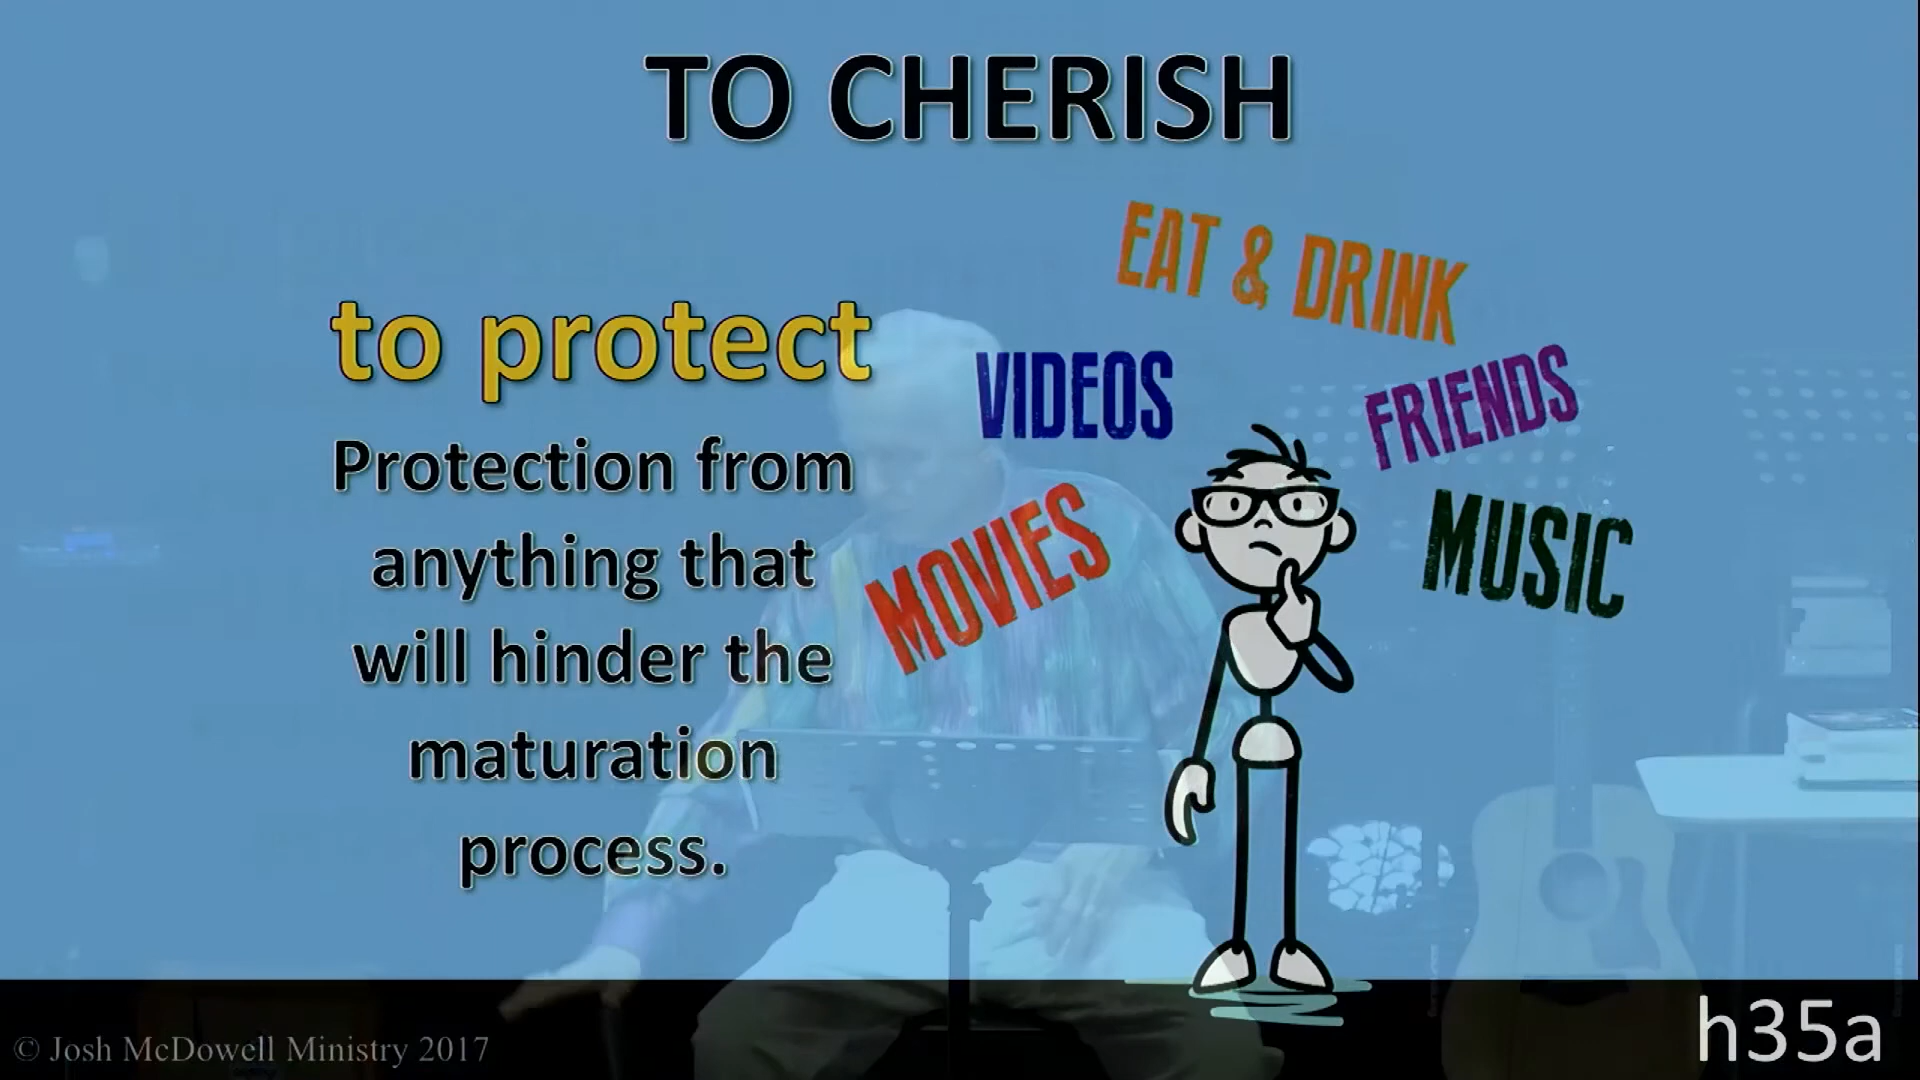 TO CHERISH
to protect
Protection from
anything that
will hinder the
maturation
process.
EAT & DRINK
VIDEOS
FRIENDS
MOVIES
MUSIC
© Josh McDowell Ministry 2017
h35a